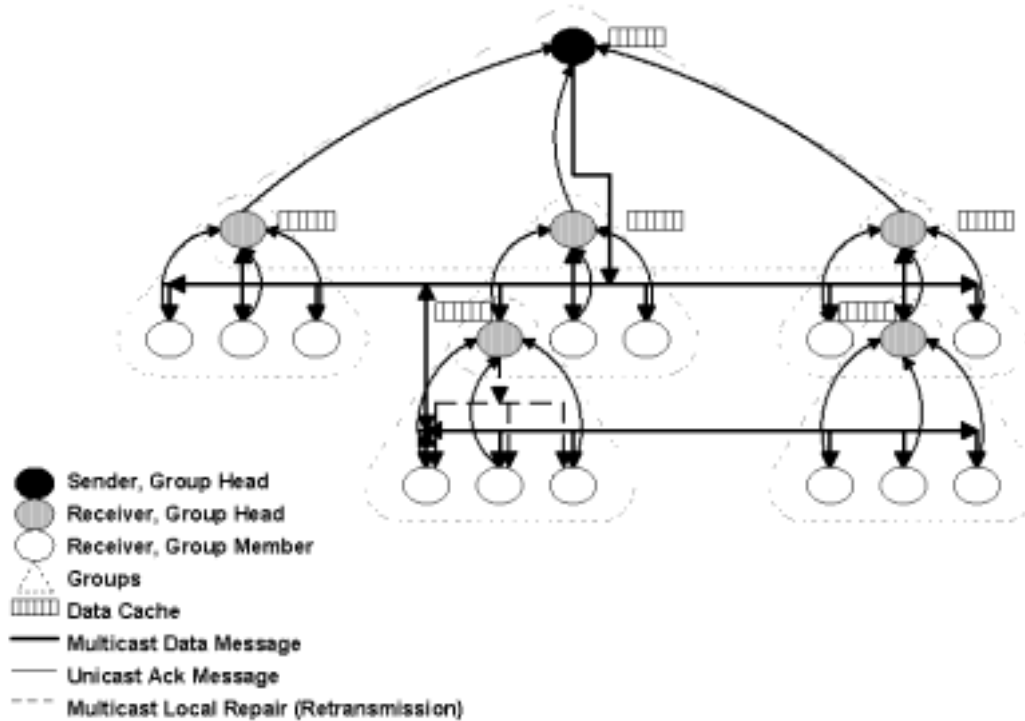 Sender, Group Head
Receiver, Group Head
Receiver, Group Member
Groups
Data Cache
Multicast Data Message
Unicast Ack Message
Multicast Local Repair (Retransmission)